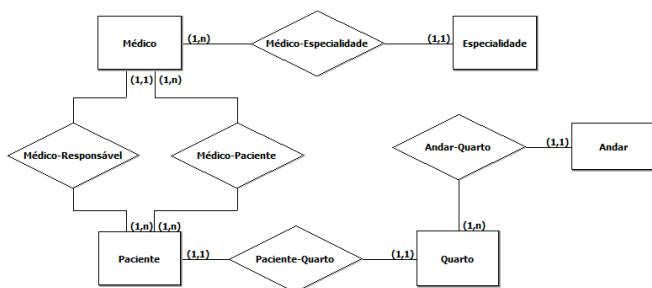 Médico
(1,n)
Médico-Especialidade
(1,1)
Especialidade
(1,1)
(1,n)
Médico-Responsável
Médico-Paciente
Andar-Quarto
(1,1)
Andar
(1,n)
(1,n)
(1,n)
Paciente
(1,1)
Paciente-Quarto
(1,1)
Quarto